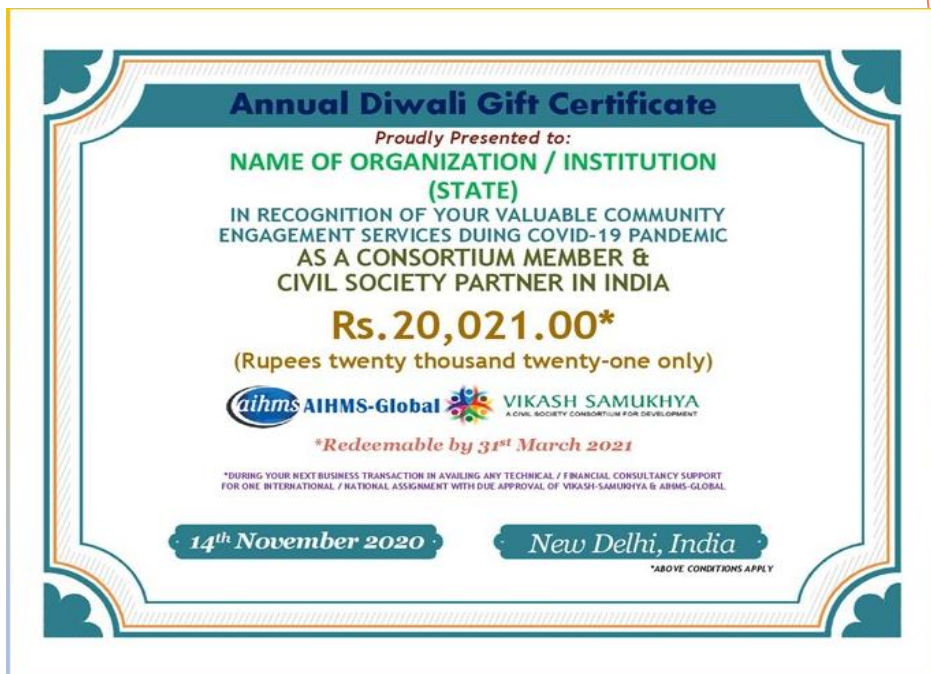 Annual Diwali Gift Certificate
Proudly Presented to:
NAME OF ORGANIZATION / INSTITUTION
(STATE)
IN RECOGNITION OF YOUR VALUABLE COMMUNITY
ENGAGEMENT SERVICES DUING COVID-19 PANDEMIC
AS A CONSORTIUM MEMBER &
CIVIL SOCIETY PARTNER IN INDIA
Rs.20,021.00*
(Rupees twenty thousand twenty-one only)
aihms AIHMS-Global VIKASH SAMUKHYA
A CIVIL SOCIETY CONSORTIUM FOR DEVELOPMENT
*Redeemable by 31st March 2021
*DURING YOUR NEXT BUSINESS TRANSACTION IN AVAILING ANY TECHNICAL / FINANCIAL CONSULTANCY SUPPORT
FOR ONE INTERNATIONAL / NATIONAL ASSIGNMENT WITH DUE APPROVAL OF VIKASH-SAMUKHYA & AIHMS-GLOBAL
14th November 2020 New Delhi, India
*ABOVE CONDITIONS APPLY